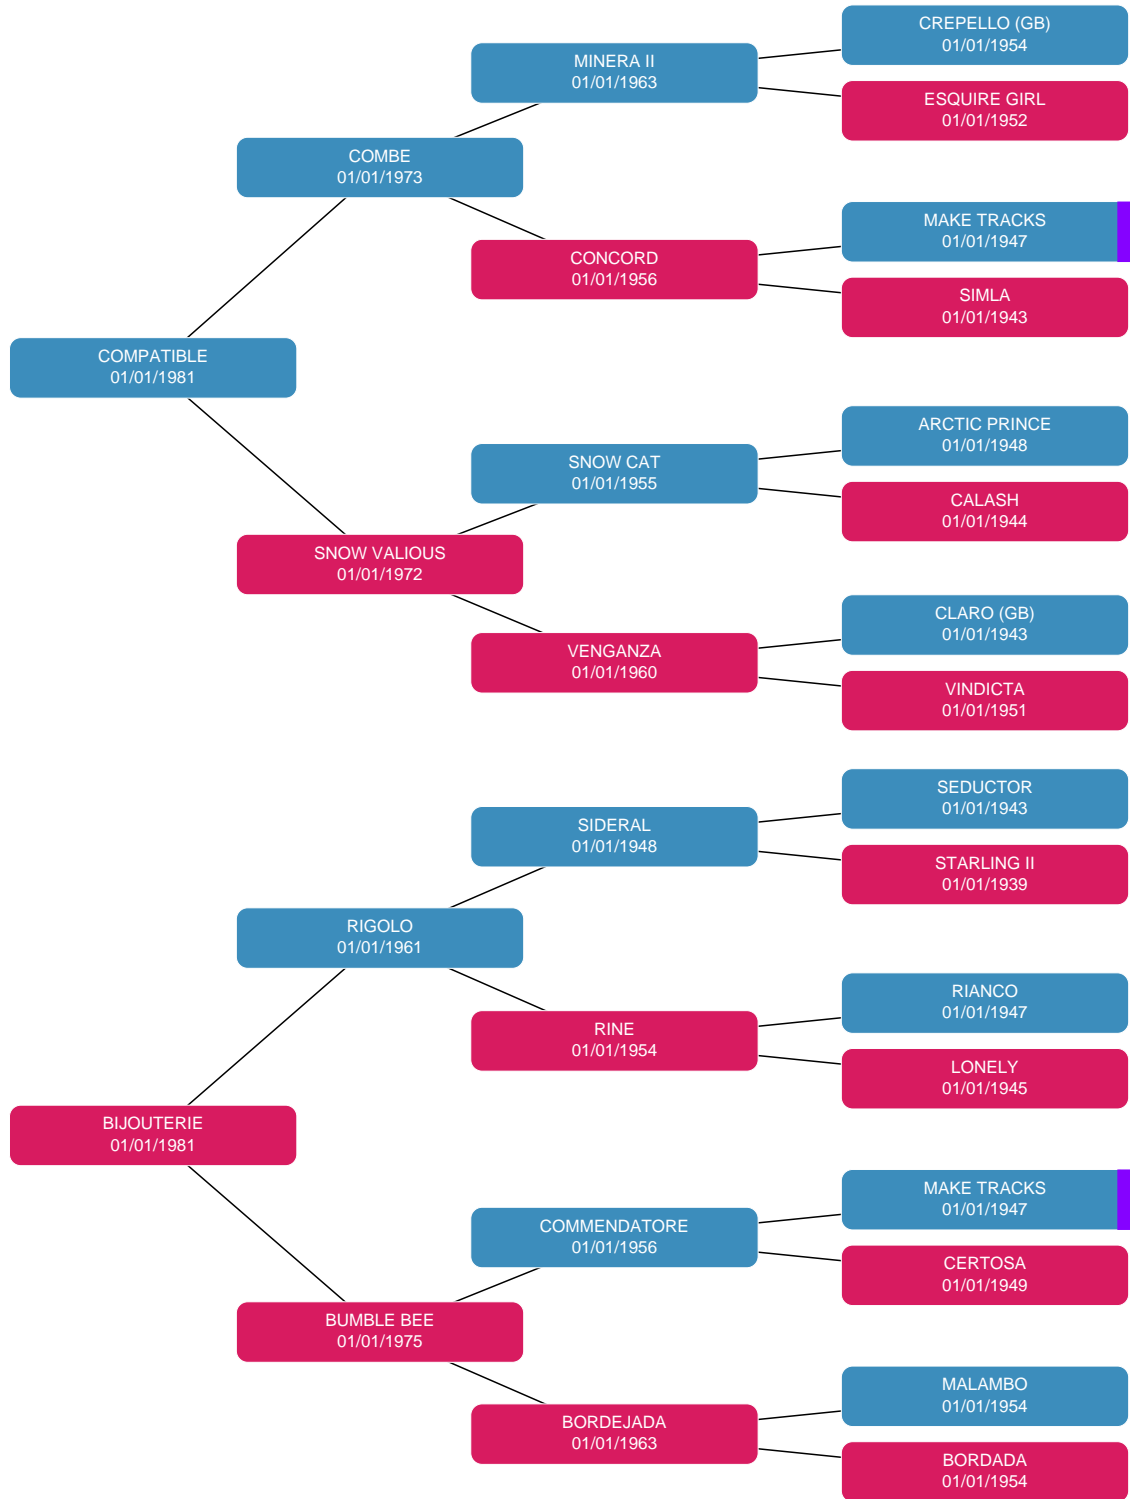 CREPELLO (GB)
01/01/1954
MINERA II
01/01/1963
ESQUIRE GIRL
01/01/1952
COMBE
01/01/1973
MAKE TRACKS
01/01/1947
CONCORD
01/01/1956
SIMLA
01/01/1943
COMPATIBLE
01/01/1981
ARCTIC PRINCE
01/01/1948
SNOW CAT
01/01/1955
CALASH
01/01/1944
SNOW VALIOUS
01/01/1972
CLARO (GB)
01/01/1943
VENGANZA
01/01/1960
VINDICTA
01/01/1951
SEDUCTOR
01/01/1943
SIDERAL
01/01/1948
STARLING II
01/01/1939
RIGOLO
01/01/1961
RIANCO
01/01/1947
RINE
01/01/1954
LONELY
01/01/1945
BIJOUTERIE
01/01/1981
MAKE TRACKS
01/01/1947
COMMENDATORE
01/01/1956
CERTOSA
01/01/1949
BUMBLE BEE
01/01/1975
MALAMBO
01/01/1954
BORDEJADA
01/01/1963
BORDADA
01/01/1954